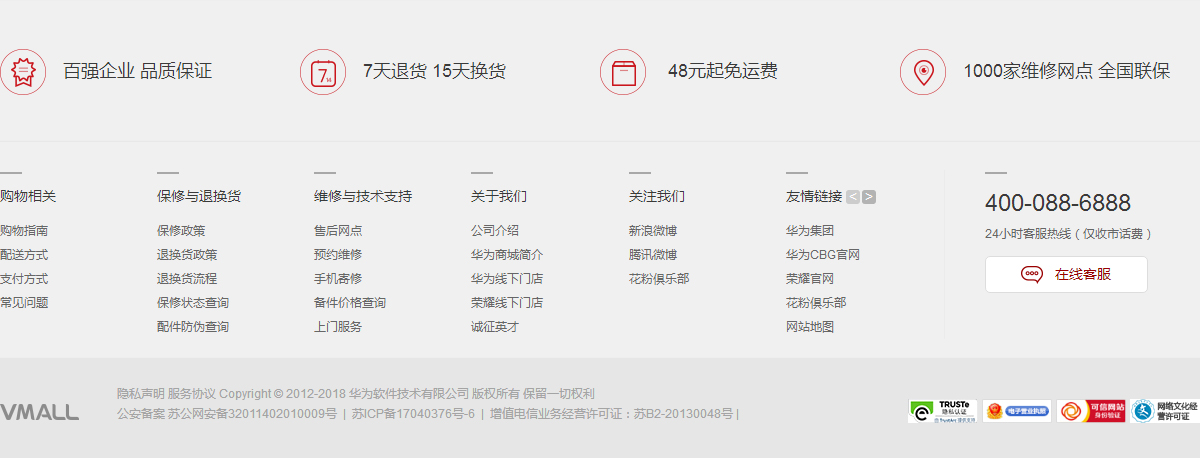 百强企业 品质保证
7天退货 15天换货
48元起免运费
1000家维修网点 全国联保
购物相关
购物指南
配送方式
支付方式
常见问题
保修与退换货
保修政策
退换货政策
退换货流程
保修状态查询
配件防伪查询
维修与技术支持
售后网点
预约维修
手机寄修
备件价格查询
上门服务
关于我们
公司介绍
华为商城简介
华为线下门店
荣耀线下门店
诚征英才
关注我们
新浪微博
腾讯微博
花粉俱乐部
友情链接 < >
华为集团
华为CBG官网
荣耀官网
花粉俱乐部
网站地图
400-088-6888
24小时客服热线（仅收市话费）
在线客服
VMALL
隐私声明 服务协议 Copyright © 2012-2018 华为软件技术有限公司 版权所有 保留一切权利
公安备案 苏公网安备32011402010009号 | 苏ICP备17040376号-6 | 增值电信业务经营许可证：苏B2-20130048号 |
TRUSTe
隐私认证
电子营业执照
可信网站
身份验证
网络文化经
营许可证